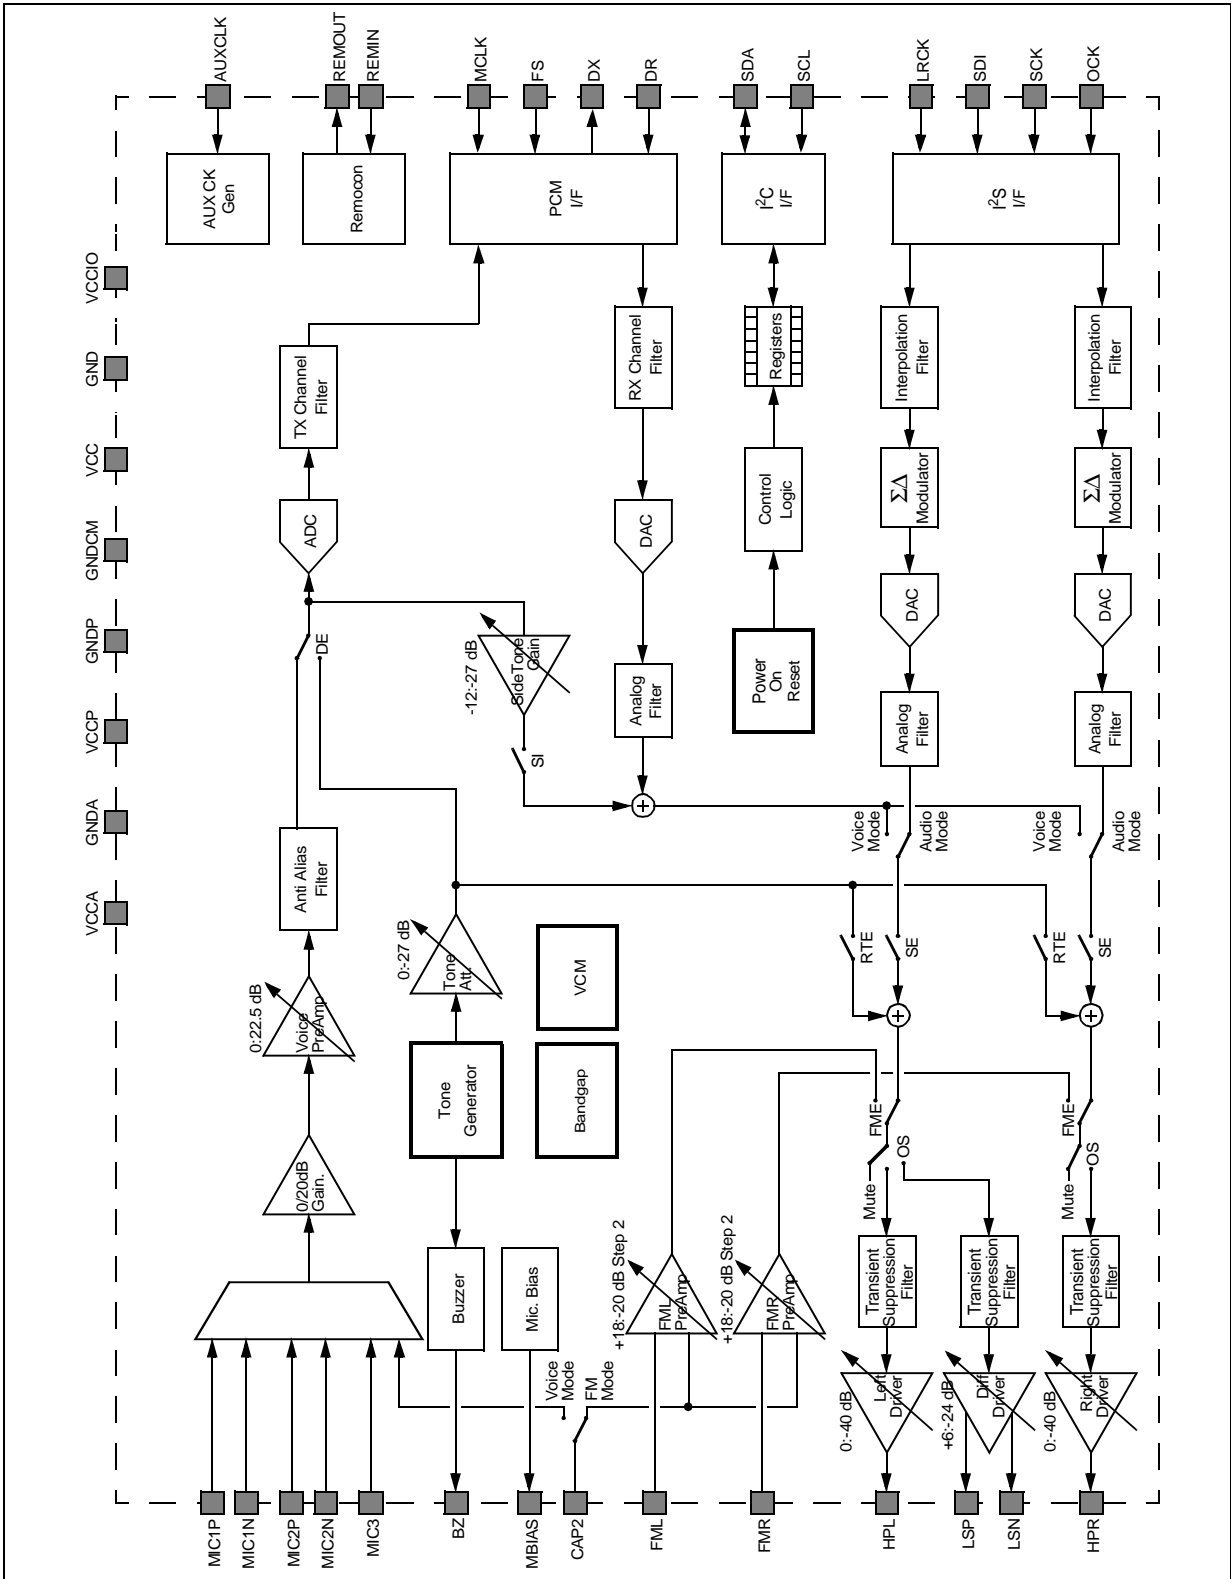 AUXCLK
REMOUT
REMIN
MCLK
FS
DX
DR
SDA
SCL
LRCK
SDI
SCK
OCK
AUX CK
Gen
Remocon
PCM
I/F
I²C
I/F
I²S
I/F
VCCIO
GND
VCC
GNDCM
GNDP
VCCP
GNDA
VCCA
TX Channel
Filter
RX Channel
Filter
Registers
Interpolation
Filter
Interpolation
Filter
ADC
DAC
Control
Logic
ΣΔ
Modulator
ΣΔ
Modulator
DAC
DAC
DE
-12:-27 dB
SideTone
Gain
SI
Analog
Filter
Power
On
Reset
Analog
Filter
Analog
Filter
Anti Alias
Filter
Voice
Mode
Audio
Mode
Voice
Mode
Audio
Mode
0:22.5 dB
Voice
PreAmp
0:-27 dB
Tone
Att.
VCM
RTE
SE
RTE
SE
Tone
Generator
Bandgap
FME
OS
Mute
FME
OS
Mute
0/20dB
Gain.
Buzzer
Mic. Bias
+18:-20 dB Step 2
FML
PreAmp
+18:-20 dB Step 2
FMR
PreAmp
Transient
Suppression
Filter
Transient
Suppression
Filter
Transient
Suppression
Filter
Voice
Mode
FM
Mode
0:-40 dB
Left
Driver
+6:-24 dB
Diff
Driver
0:-40 dB
Right
Driver
MIC1P
MIC1N
MIC2P
MIC2N
MIC3
BZ
MBIAS
CAP2
FML
FMR
HPL
LSP
LSN
HPR